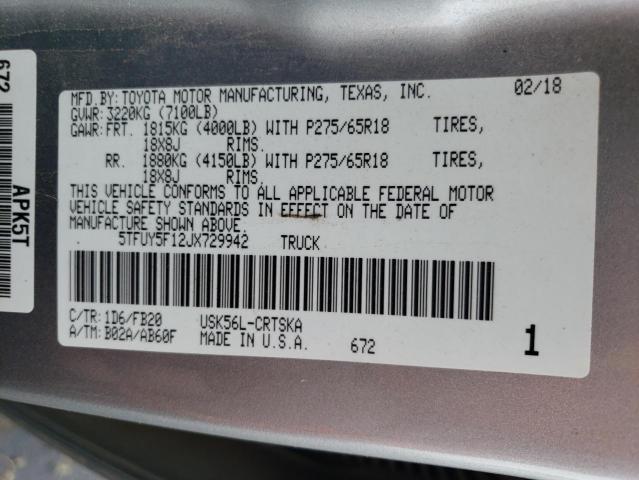 MFD.BY:TOYOTA MOTOR MANUFACTURING, TEXAS, INC. 02/18
GVWR:3220KG (7100LB)
GAWR:FRT. 1815KG (4000LB) WITH P275/65R18 TIRES,
18X8J RIMS.
RR. 1880KG (4150LB) WITH P275/65R18 TIRES,
18X8J RIMS.
THIS VEHICLE CONFORMS TO ALL APPLICABLE FEDERAL MOTOR
VEHICLE SAFETY STANDARDS IN EFFECT ON THE DATE OF
MANUFACTURE SHOWN ABOVE.
5TFUY5F12JX729942 TRUCK
C/TR:1D6/FB20 USK56L-CRTSKA
A/TM:B02A/AB60F MADE IN U.S.A. 672 1
672
APK5T